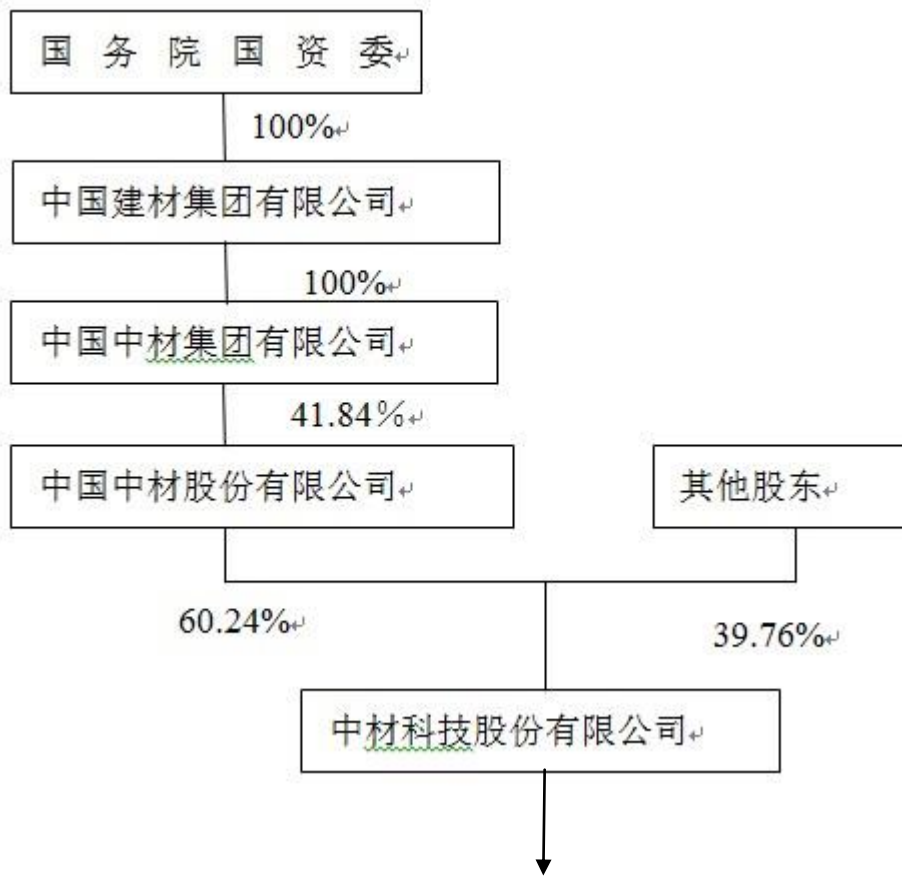 国务院国资委
100%
中国建材集团有限公司
100%
中国中材集团有限公司
41.84％
中国中材股份有限公司
其他股东
60.24%
39.76%
中材科技股份有限公司